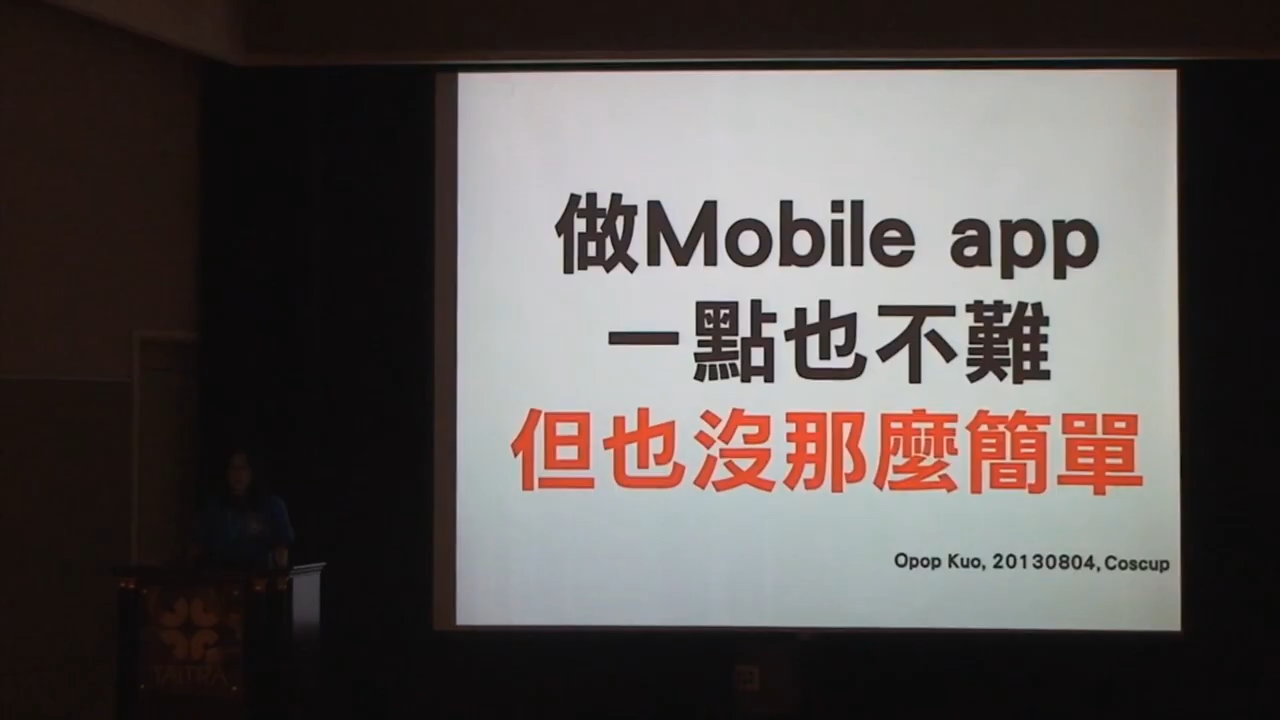 做Mobile app
一點也不難
但也沒那麼簡單
Opop Kuo, 20130804, Coscup
TAITRA